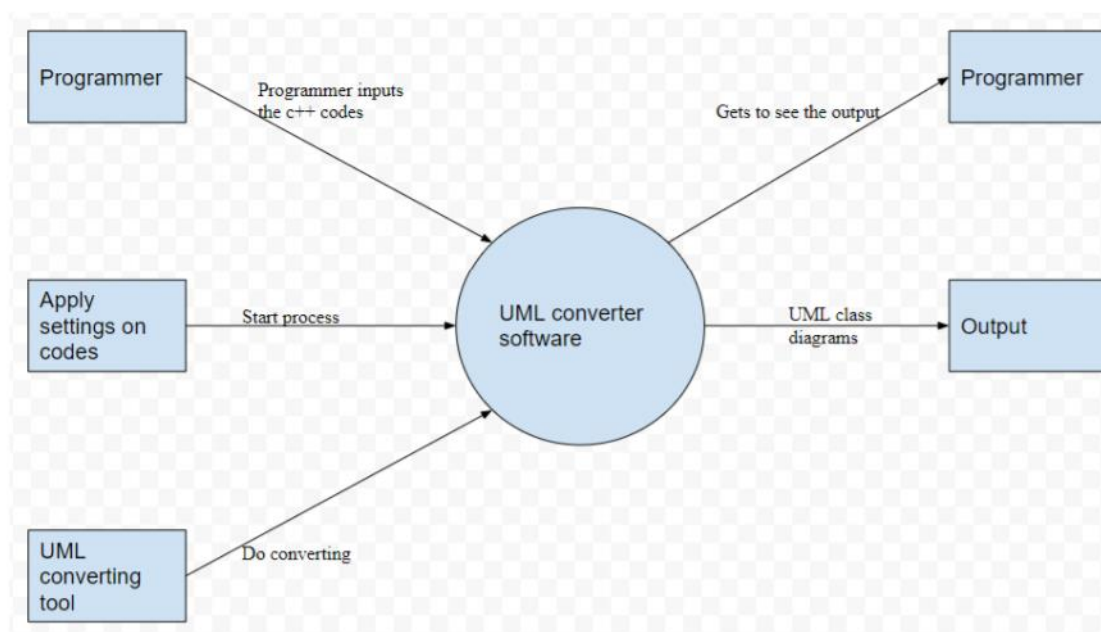 Programmer
Programmer inputs
the c++ codes
Gets to see the output
Programmer
Apply
settings on
codes
Start process
UML converter
software
UML class
diagrams
Output
UML
converting
tool
Do converting